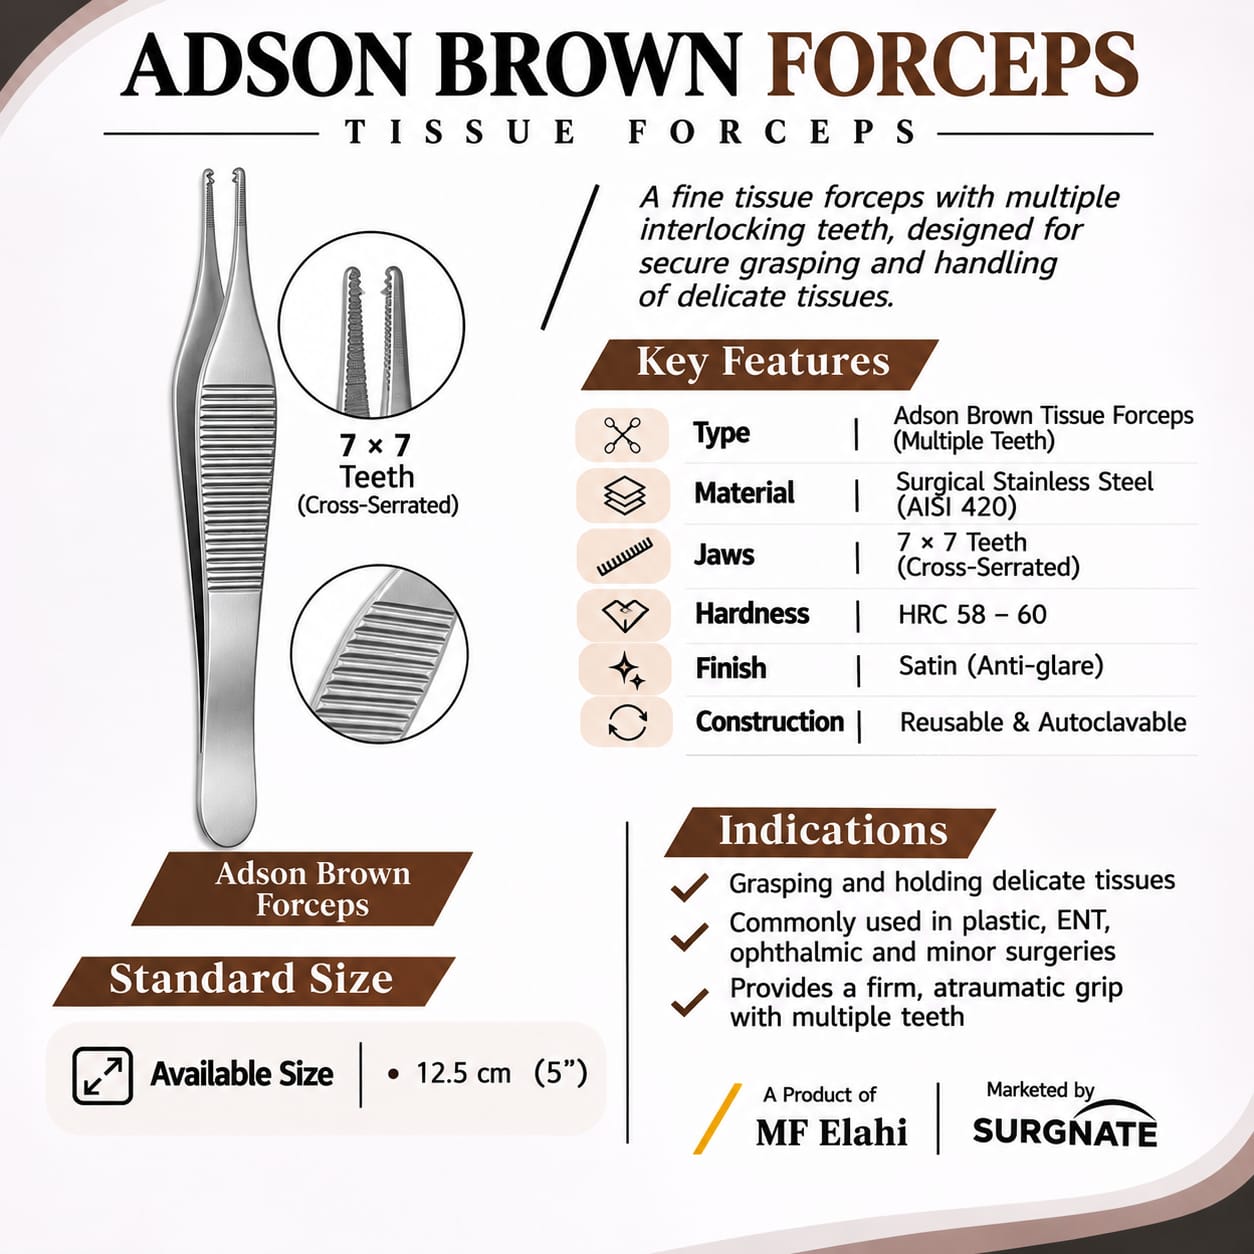 ADSON BROWN FORCEPS
TISSUE FORCEPS
A fine tissue forceps with multiple
interlocking teeth, designed for
secure grasping and handling
of delicate tissues.
7 × 7
Teeth
(Cross-Serrated)
Key Features
Type | Adson Brown Tissue Forceps
(Multiple Teeth)
Material | Surgical Stainless Steel
(AISI 420)
Jaws | 7 × 7 Teeth
(Cross-Serrated)
Hardness | HRC 58 – 60
Finish | Satin (Anti-glare)
Construction | Reusable & Autoclavable
Adson Brown
Forceps
Standard Size
Available Size | • 12.5 cm (5”)
Indications
Grasping and holding delicate tissues
Commonly used in plastic, ENT,
ophthalmic and minor surgeries
Provides a firm, atraumatic grip
with multiple teeth
A Product of
MF Elahi
Marketed by
SURGNATE